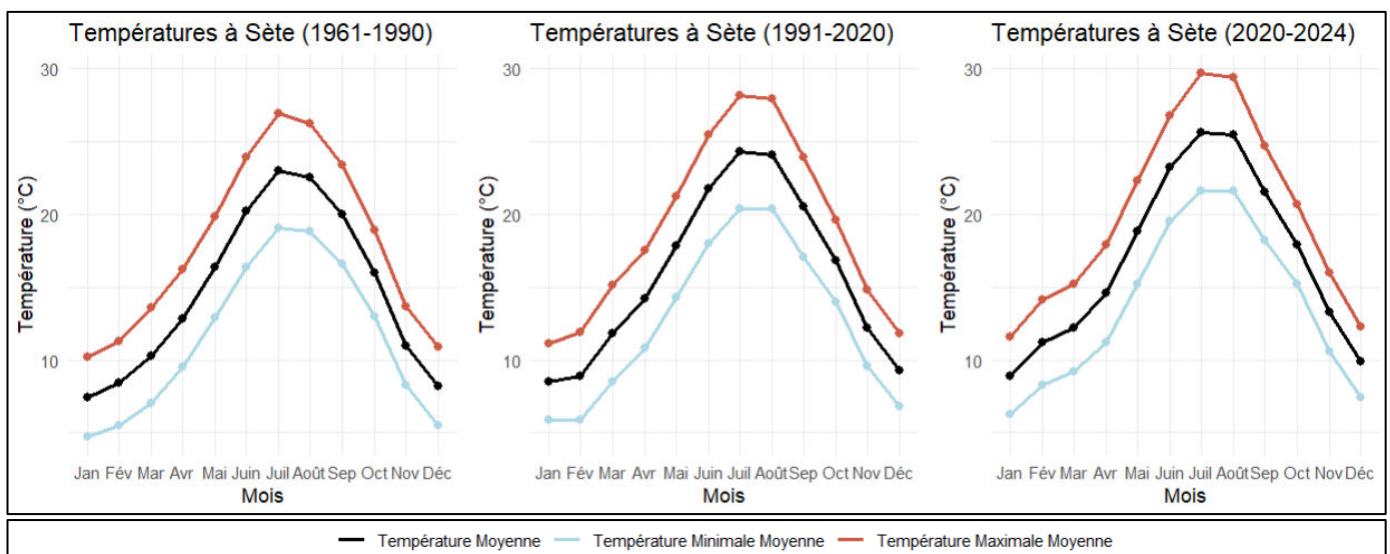 Températures à Sète (1961-1990)
Température (°C)
30
20
10
Jan Fév Mar Avr Mai Juin Juil Août Sep Oct Nov Déc
Mois
Températures à Sète (1991-2020)
Température (°C)
30
20
10
Jan Fév Mar Avr Mai Juin Juil Août Sep Oct Nov Déc
Mois
Températures à Sète (2020-2024)
Température (°C)
30
20
10
Jan Fév Mar Avr Mai Juin Juil Août Sep Oct Nov Déc
Mois
Température Moyenne Température Minimale Moyenne Température Maximale Moyenne